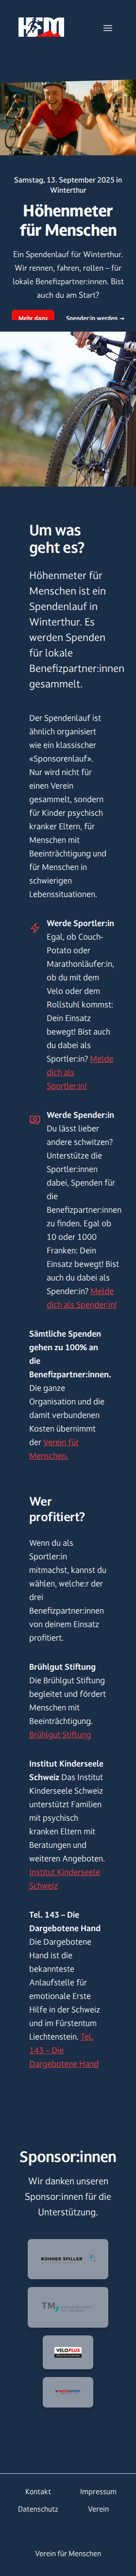 HM
Samstag, 13. September 2025 in
Winterthur
Höhenmeter
für Menschen
Ein Spendenlauf für Winterthur.
Wir rennen, fahren, rollen – für
lokale Benefizpartner:innen. Bist
auch du am Start?
Mehr dazu
Spender:in werden →
Um was
geht es?
Höhenmeter für
Menschen ist ein
Spendenlauf in
Winterthur. Es
werden Spenden
für lokale
Benefizpartner:innen
gesammelt.
Der Spendenlauf ist
ähnlich organisiert
wie ein klassischer
«Sponsorenlauf».
Nur wird nicht für
einen Verein
gesammelt, sondern
für Kinder psychisch
kranker Eltern, für
Menschen mit
Beeinträchtigung und
für Menschen in
schwierigen
Lebenssituationen.
Werde Sportler:in
Egal, ob Couch-
Potato oder
Marathonläufer:in,
ob du mit dem
Velo oder dem
Rollstuhl kommst:
Dein Einsatz
bewegt! Bist auch
du dabei als
Sportler:in? Melde
dich als
Sportler:in!
Werde Spender:in
Du lässt lieber
andere schwitzen?
Unterstütze die
Sportler:innen
dabei, Spenden für
die
Benefizpartner:innen
zu finden. Egal ob
10 oder 1000
Franken: Dein
Einsatz bewegt! Bist
auch du dabei als
Spender:in? Melde
dich als Spender:in!
Sämtliche Spenden
gehen zu 100% an
die
Benefizpartner:innen.
Die ganze
Organisation und die
damit verbundenen
Kosten übernimmt
der Verein für
Menschen.
Wer
profitiert?
Wenn du als
Sportler:in
mitmachst, kannst du
wählen, welche:r der
drei
Benefizpartner:innen
von deinem Einsatz
profitiert.
Brühlgut Stiftung
Die Brühlgut Stiftung
begleitet und fördert
Menschen mit
Beeinträchtigung.
Brühlgut Stiftung
Institut Kinderseele
Schweiz Das Institut
Kinderseele Schweiz
unterstützt Familien
mit psychisch
kranken Eltern mit
Beratungen und
weiteren Angeboten.
Institut Kinderseele
Schweiz
Tel. 143 – Die
Dargebotene Hand
Die Dargebotene
Hand ist die
bekannteste
Anlaufstelle für
emotionale Erste
Hilfe in der Schweiz
und im Fürstentum
Liechtenstein. Tel.
143 – Die
Dargebotene Hand
Sponsor:innen
Wir danken unseren
Sponsor:innen für die
Unterstützung.
ROHNER SPILLER
TM
VELOPLUS
Kontakt
Impressum
Datenschutz
Verein
Verein für Menschen